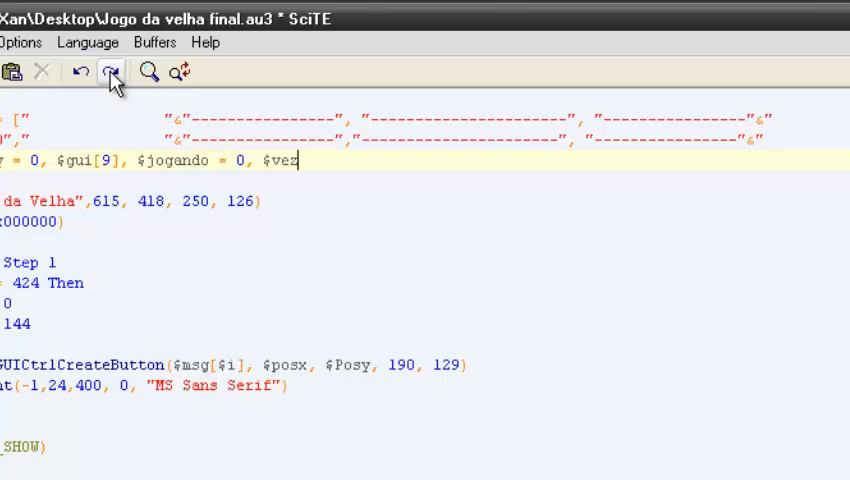 Xan\Desktop\Jogo da velha final.au3 * SciTE
Options Language Buffers Help
= [" "&"----------------", "----------------------", "----------------"&"
0"," "&"----------------","---------------------", "----------------"&"
y = 0, $gui[9], $jogando = 0, $vez
da Velha",615, 418, 250, 126)
x000000)
Step 1
= 424 Then
0
144
GUICtrlCreateButton($msg[$i], $posx, $Posy, 190, 129)
nt(-1,24,400, 0, "MS Sans Serif")
_SHOW)